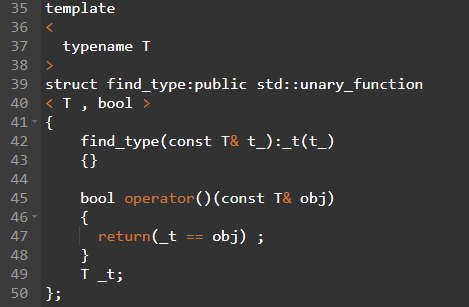 35 template
36 <
37   typename T
38 >
39 struct find_type:public std::unary_function
40 < T , bool >
41 {
42     find_type(const T& t_):_t(t_)
43     {}
44
45     bool operator()(const T& obj)
46     {
47       return(_t == obj) ;
48     }
49     T _t;
50 };